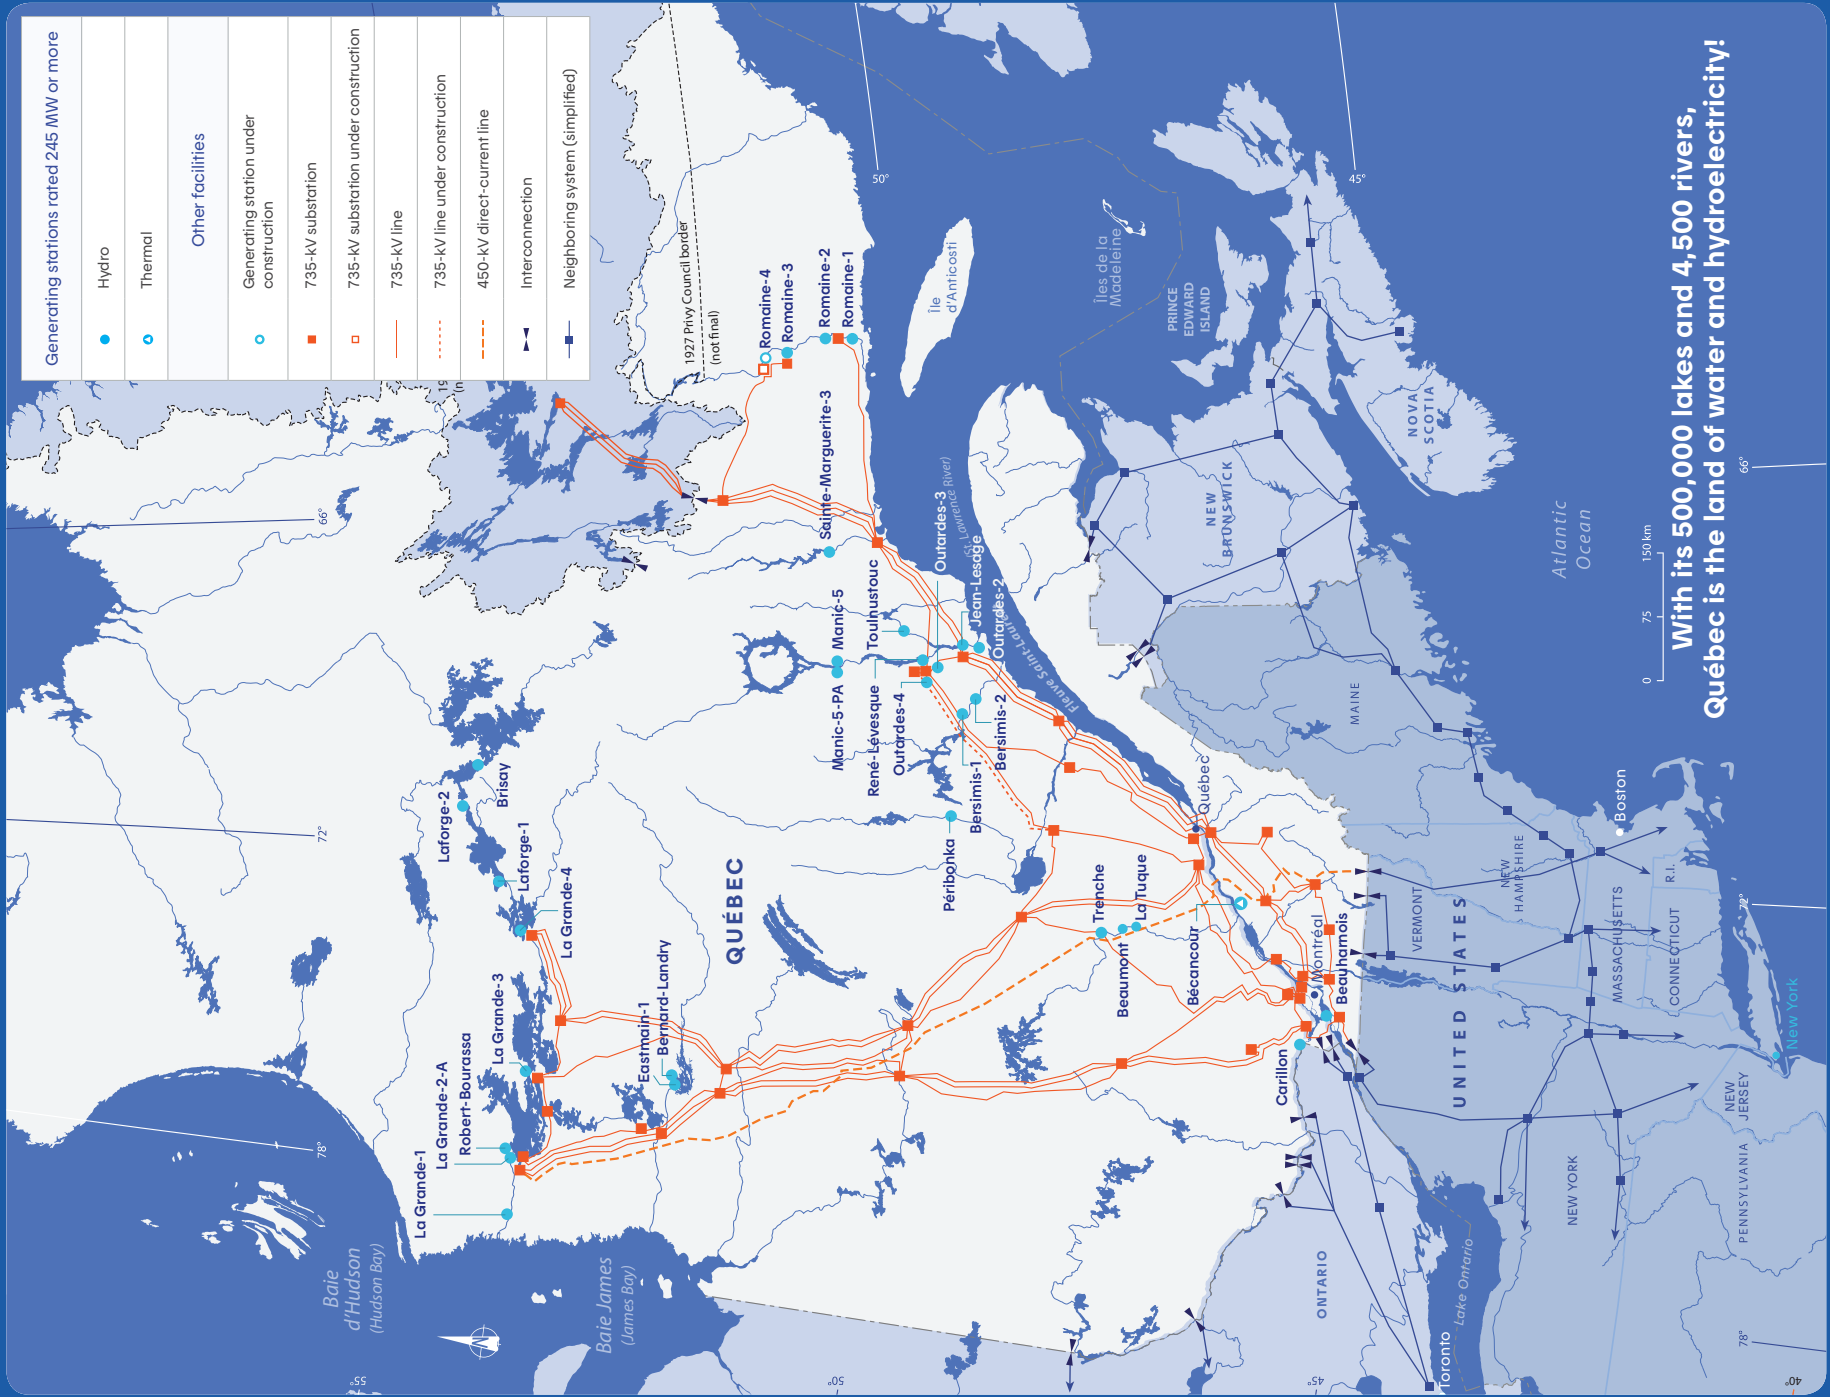 Generating stations rated 245 MW or more
Hydro
Thermal
Other facilities
Generating station under
construction
735-kV substation
735-kV substation under construction
735-kV line
735-kV line under construction
450-kV direct-current line
Interconnection
Neighboring system (simplified)
1927 Privy Council border
(not final)
Baie
d'Hudson
(Hudson Bay)
Baie James
(James Bay)
N
55°
50°
45°
40°
78°
72°
66°
50°
45°
66°
72°
78°
La Grande-1
La Grande-2-A
Robert-Bourassa
La Grande-3
La Grande-4
Laforge-1
Laforge-2
Brisay
Eastmain-1
Bernard-Landry
QUÉBEC
Romaine-4
Romaine-3
Romaine-2
Romaine-1
Sainte-Marguerite-3
Manic-5
Manic-5-PA
Toulnustouc
René-Lévesque
Outardes-4
Outardes-3
Jean-Lesage
Outardes-2
Bersimis-2
Bersimis-1
Péribonka
Trenche
La Tuque
Beaumont
Bécancour
Québec
Montréal
Beauharnois
Carillon
Fleuve Saint-Laurent
(St. Lawrence River)
Île
d'Anticosti
Îles de la
Madeleine
PRINCE
EDWARD
ISLAND
NOVA
SCOTIA
NEW
BRUNSWICK
MAINE
Atlantic
Ocean
UNITED STATES
VERMONT
NEW
HAMPSHIRE
Boston
MASSACHUSETTS
R.I.
CONNECTICUT
New York
NEW
JERSEY
NEW YORK
PENNSYLVANIA
ONTARIO
Lake Ontario
Toronto
0 75 150 km
With its 500,000 lakes and 4,500 rivers,
Québec is the land of water and hydroelectricity!